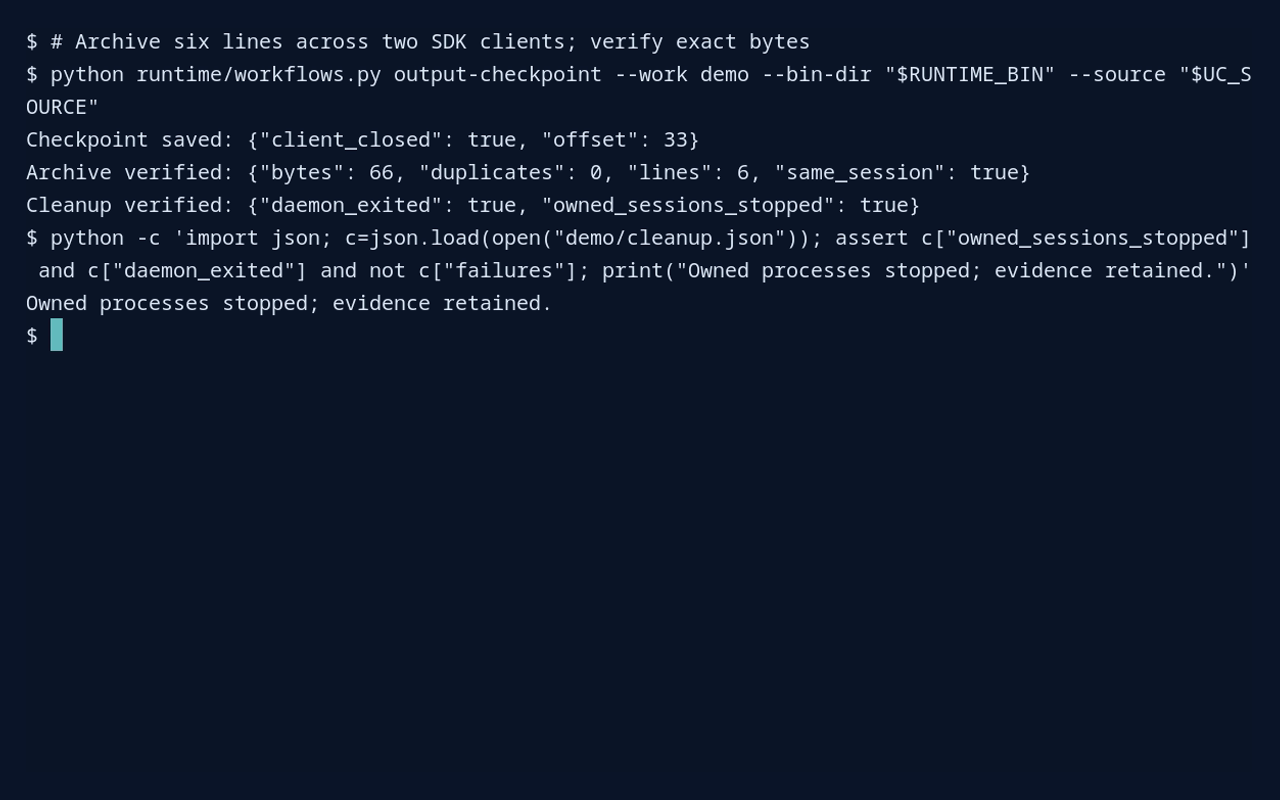 $ # Archive six lines across two SDK clients; verify exact bytes
$ python runtime/workflows.py output-checkpoint --work demo --bin-dir "$RUNTIME_BIN" --source "$UC_S
OURCE"
Checkpoint saved: {"client_closed": true, "offset": 33}
Archive verified: {"bytes": 66, "duplicates": 0, "lines": 6, "same_session": true}
Cleanup verified: {"daemon_exited": true, "owned_sessions_stopped": true}
$ python -c 'import json; c=json.load(open("demo/cleanup.json")); assert c["owned_sessions_stopped"]
 and c["daemon_exited"] and not c["failures"]; print("Owned processes stopped; evidence retained.")'
Owned processes stopped; evidence retained.
$